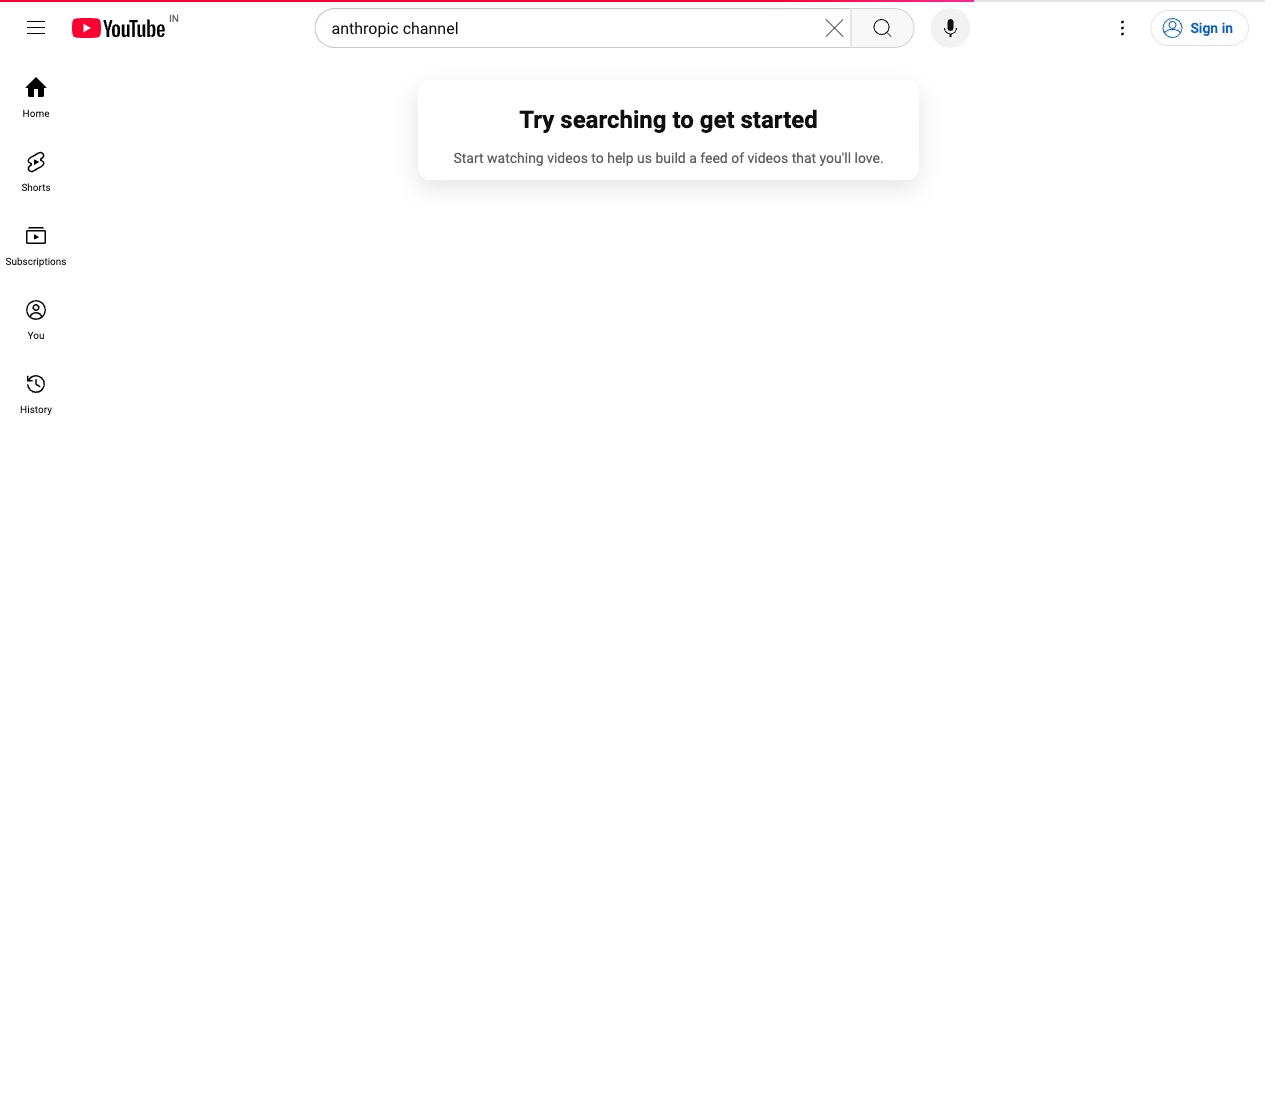 YouTube IN
anthropic channel
Sign in
Home
Shorts
Subscriptions
You
History
Try searching to get started
Start watching videos to help us build a feed of videos that you'll love.